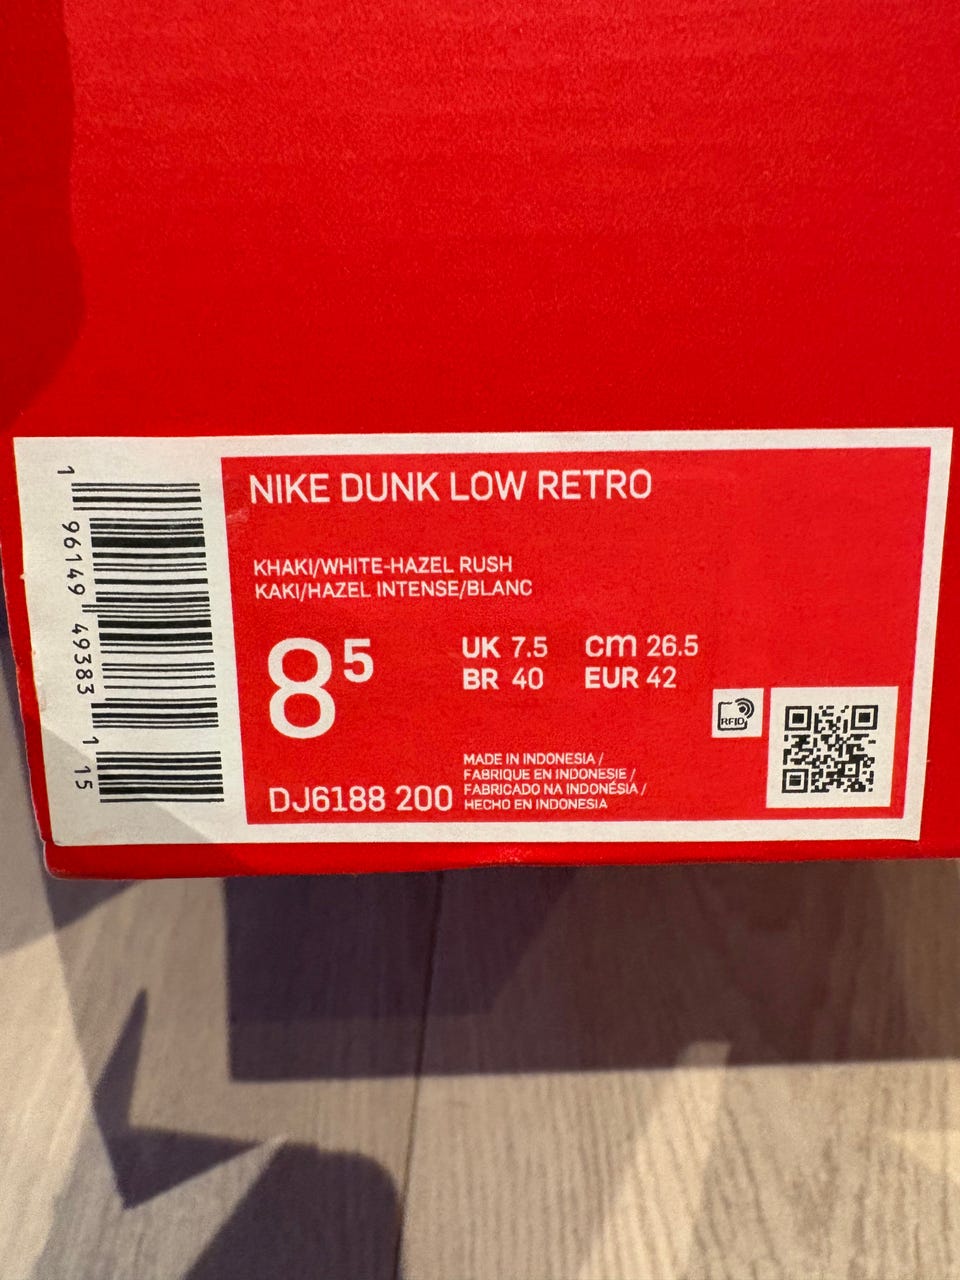 NIKE DUNK LOW RETRO
KHAKI/WHITE-HAZEL RUSH
KAKI/HAZEL INTENSE/BLANC
8 5
UK 7.5 cm 26.5
BR 40 EUR 42
RFID
MADE IN INDONESIA /
FABRIQUE EN INDONESIE /
FABRICADO NA INDONÉSIA /
HECHO EN INDONESIA
DJ6188 200
1 96149 49383 1 15